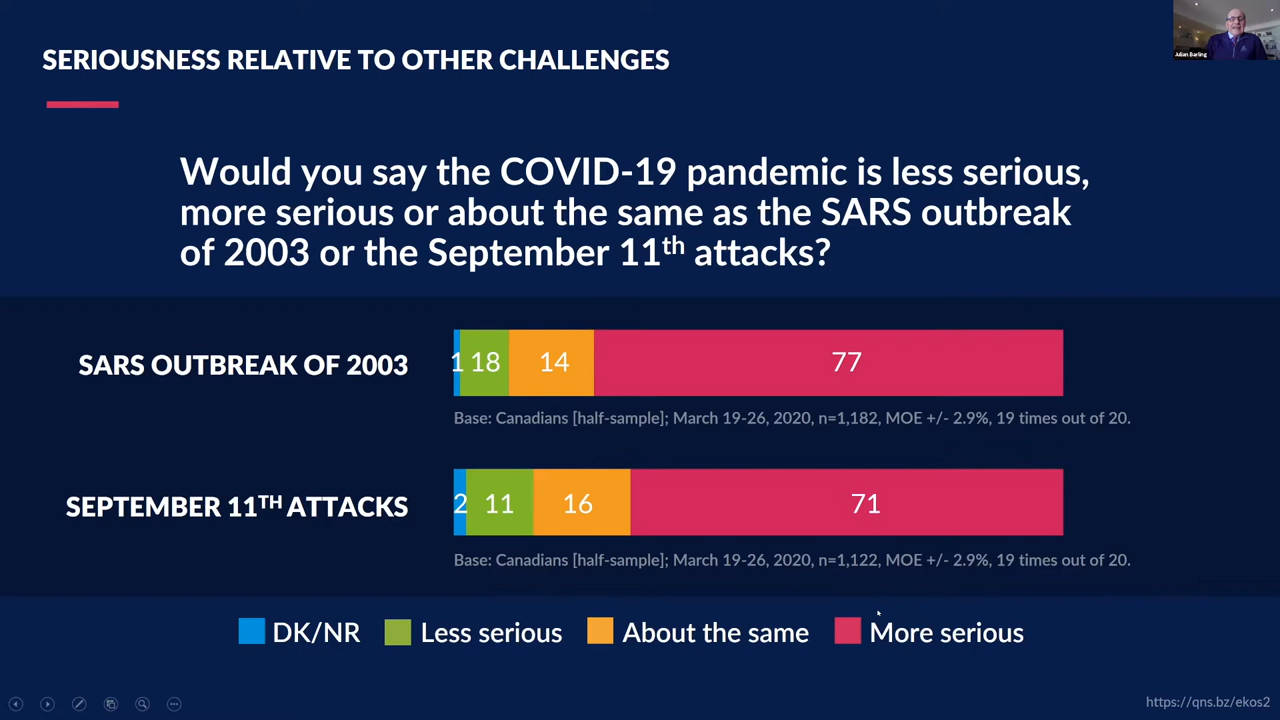 SERIOUSNESS RELATIVE TO OTHER CHALLENGES
Julian Barling
Would you say the COVID-19 pandemic is less serious,
more serious or about the same as the SARS outbreak
of 2003 or the September 11th attacks?
SARS OUTBREAK OF 2003
1 18 14 77
Base: Canadians [half-sample]; March 19-26, 2020, n=1,182, MOE +/- 2.9%, 19 times out of 20.
SEPTEMBER 11TH ATTACKS
2 11 16 71
Base: Canadians [half-sample]; March 19-26, 2020, n=1,122, MOE +/- 2.9%, 19 times out of 20.
DK/NR Less serious About the same More serious
https://qns.bz/ekos2